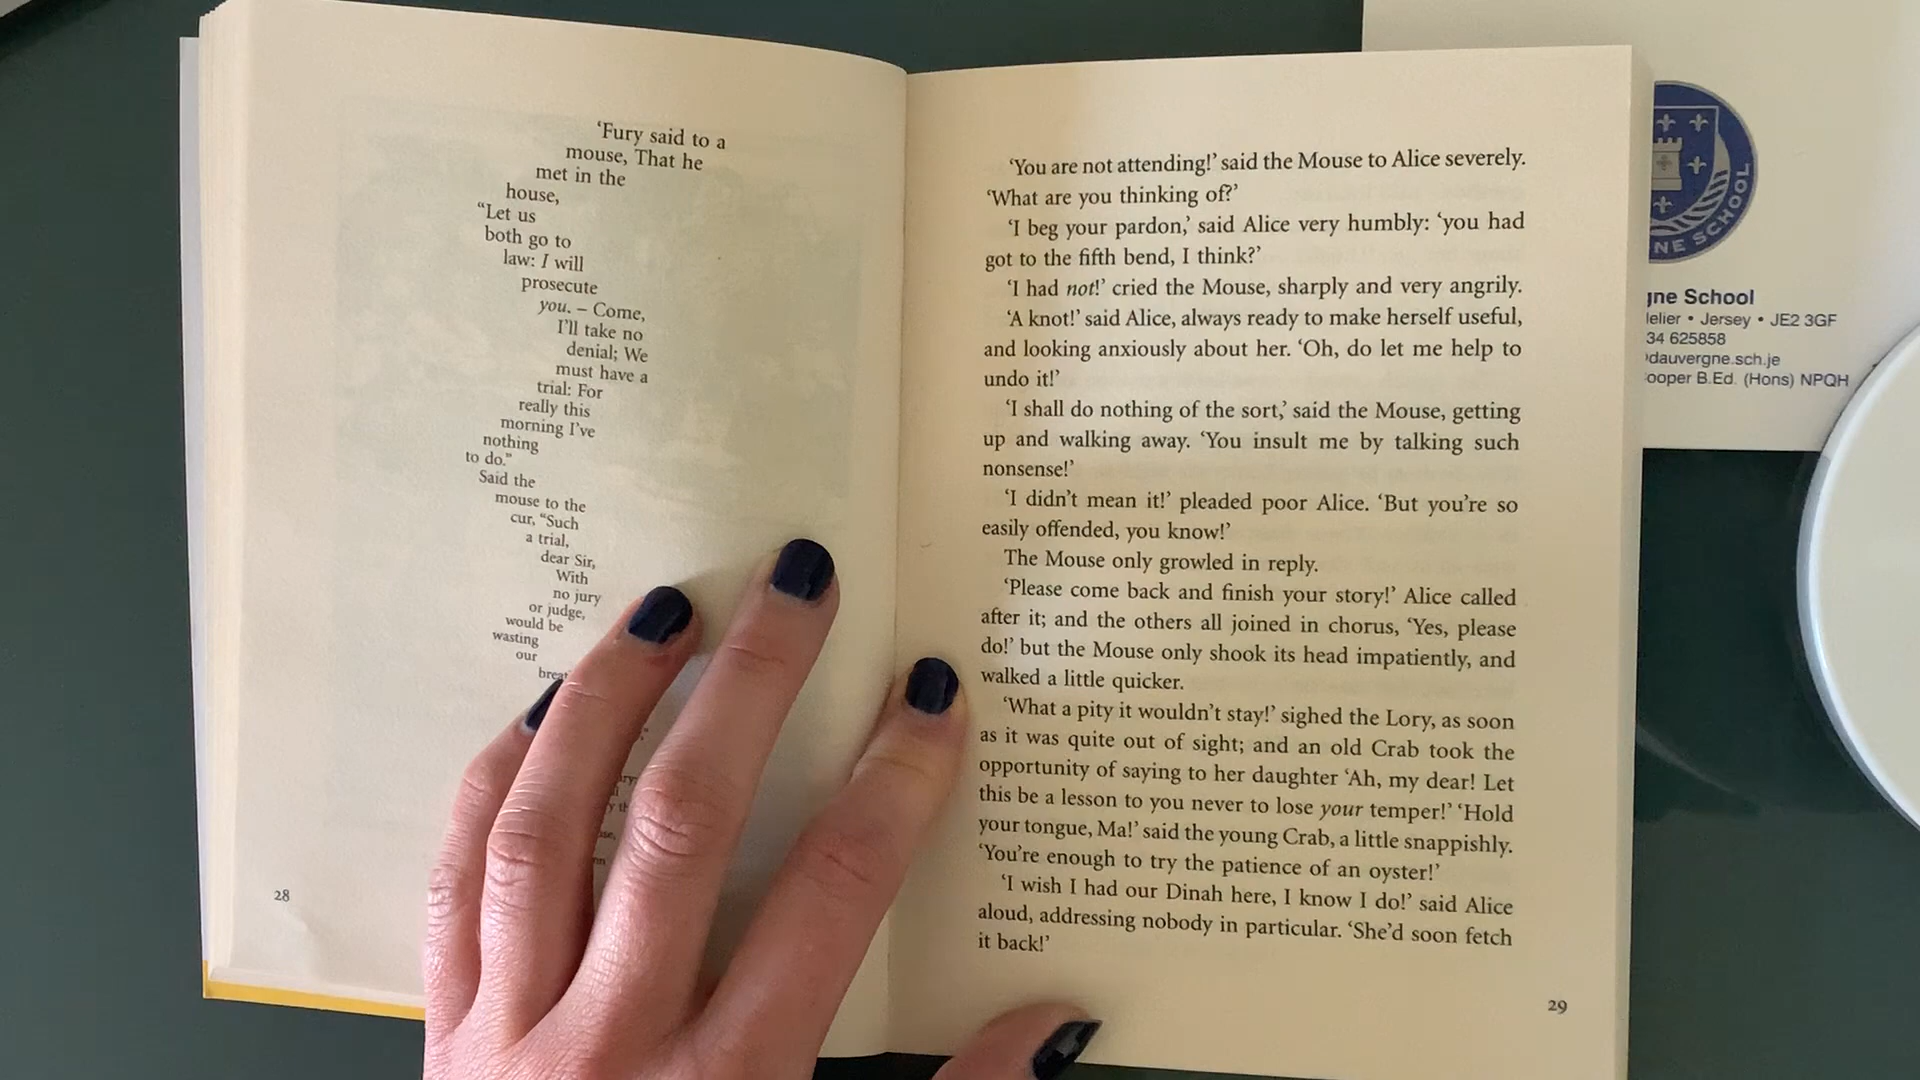 ‘Fury said to a
mouse, That he
met in the
house,
“Let us
both go to
law: I will
prosecute
you. – Come,
I’ll take no
denial; We
must have a
trial: For
really this
morning I’ve
nothing
to do.”
Said the
mouse to the
cur, “Such
a trial,
dear Sir,
With
no jury
or judge,
would be
wasting
our
28
‘You are not attending!’ said the Mouse to Alice severely.
‘What are you thinking of?’
‘I beg your pardon,’ said Alice very humbly: ‘you had
got to the fifth bend, I think?’
‘I had not!’ cried the Mouse, sharply and very angrily.
‘A knot!’ said Alice, always ready to make herself useful,
and looking anxiously about her. ‘Oh, do let me help to
undo it!’
‘I shall do nothing of the sort,’ said the Mouse, getting
up and walking away. ‘You insult me by talking such
nonsense!’
‘I didn’t mean it!’ pleaded poor Alice. ‘But you’re so
easily offended, you know!’
The Mouse only growled in reply.
‘Please come back and finish your story!’ Alice called
after it; and the others all joined in chorus, ‘Yes, please
do!’ but the Mouse only shook its head impatiently, and
walked a little quicker.
‘What a pity it wouldn’t stay!’ sighed the Lory, as soon
as it was quite out of sight; and an old Crab took the
opportunity of saying to her daughter ‘Ah, my dear! Let
this be a lesson to you never to lose your temper!’ ‘Hold
your tongue, Ma!’ said the young Crab, a little snappishly.
‘You’re enough to try the patience of an oyster!’
‘I wish I had our Dinah here, I know I do!’ said Alice
aloud, addressing nobody in particular. ‘She’d soon fetch
it back!’
29
NE SCHOOL
gne School
elier • Jersey • JE2 3GF
34 625858
dauvergne.sch.je
ooper B.Ed. (Hons) NPQH